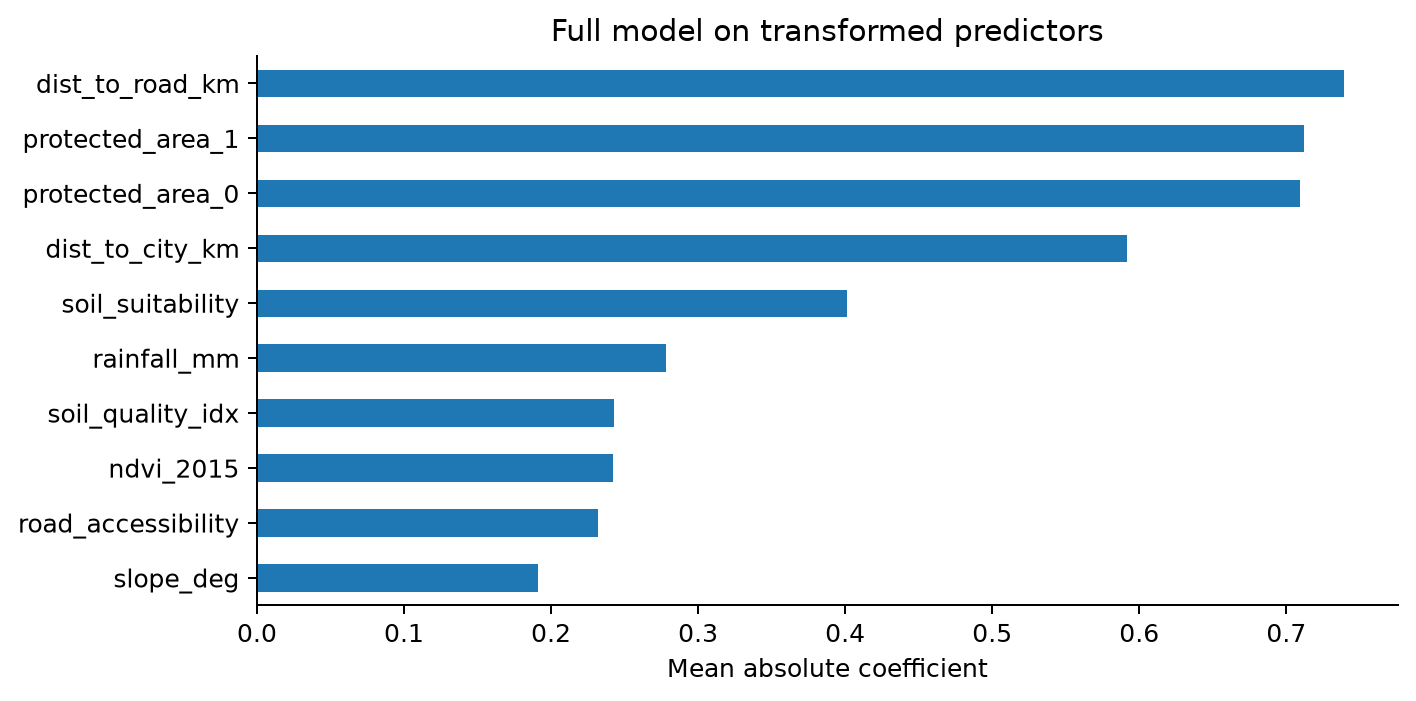 Full model on transformed predictors
dist_to_road_km
protected_area_1
protected_area_0
dist_to_city_km
soil_suitability
rainfall_mm
soil_quality_idx
ndvi_2015
road_accessibility
slope_deg
0.0 0.1 0.2 0.3 0.4 0.5 0.6 0.7
Mean absolute coefficient